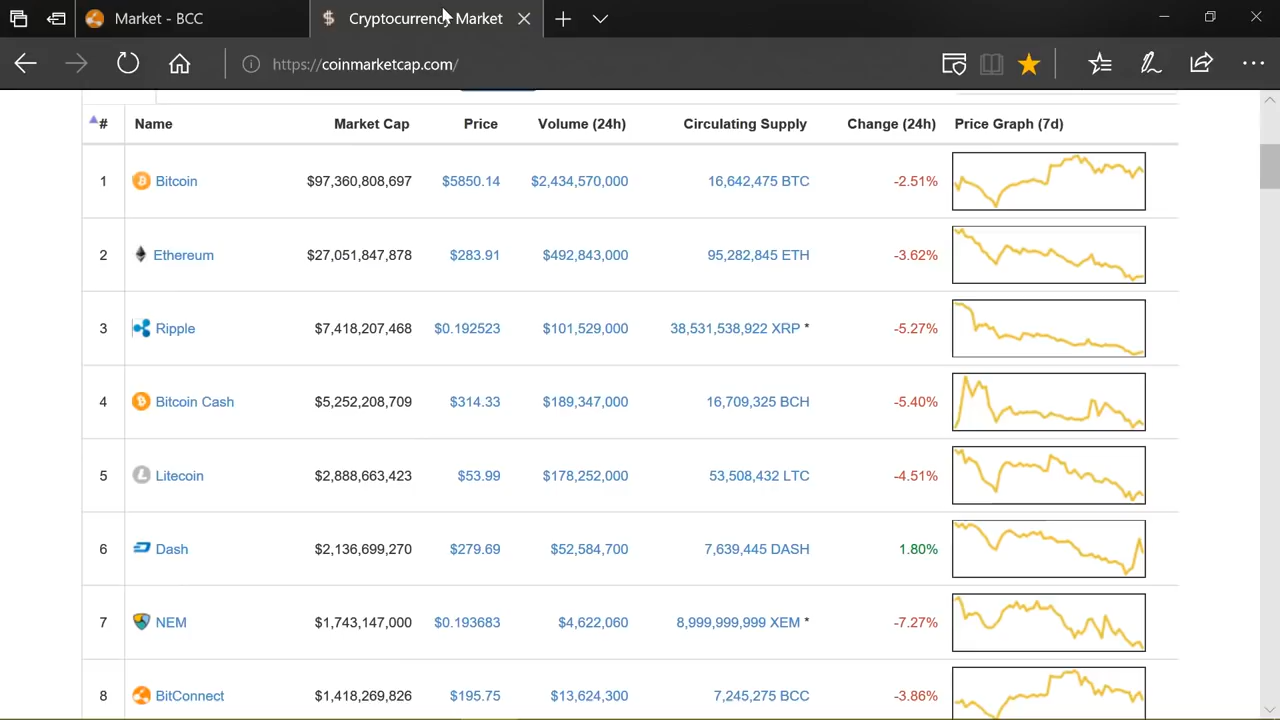 Market - BCC
Cryptocurrency Market
https://coinmarketcap.com/
# Name Market Cap Price Volume (24h) Circulating Supply Change (24h) Price Graph (7d)
1 Bitcoin $97,360,808,697 $5850.14 $2,434,570,000 16,642,475 BTC -2.51%
2 Ethereum $27,051,847,878 $283.91 $492,843,000 95,282,845 ETH -3.62%
3 Ripple $7,418,207,468 $0.192523 $101,529,000 38,531,538,922 XRP * -5.27%
4 Bitcoin Cash $5,252,208,709 $314.33 $189,347,000 16,709,325 BCH -5.40%
5 Litecoin $2,888,663,423 $53.99 $178,252,000 53,508,432 LTC -4.51%
6 Dash $2,136,699,270 $279.69 $52,584,700 7,639,445 DASH 1.80%
7 NEM $1,743,147,000 $0.193683 $4,622,060 8,999,999,999 XEM * -7.27%
8 BitConnect $1,418,269,826 $195.75 $13,624,300 7,245,275 BCC -3.86%